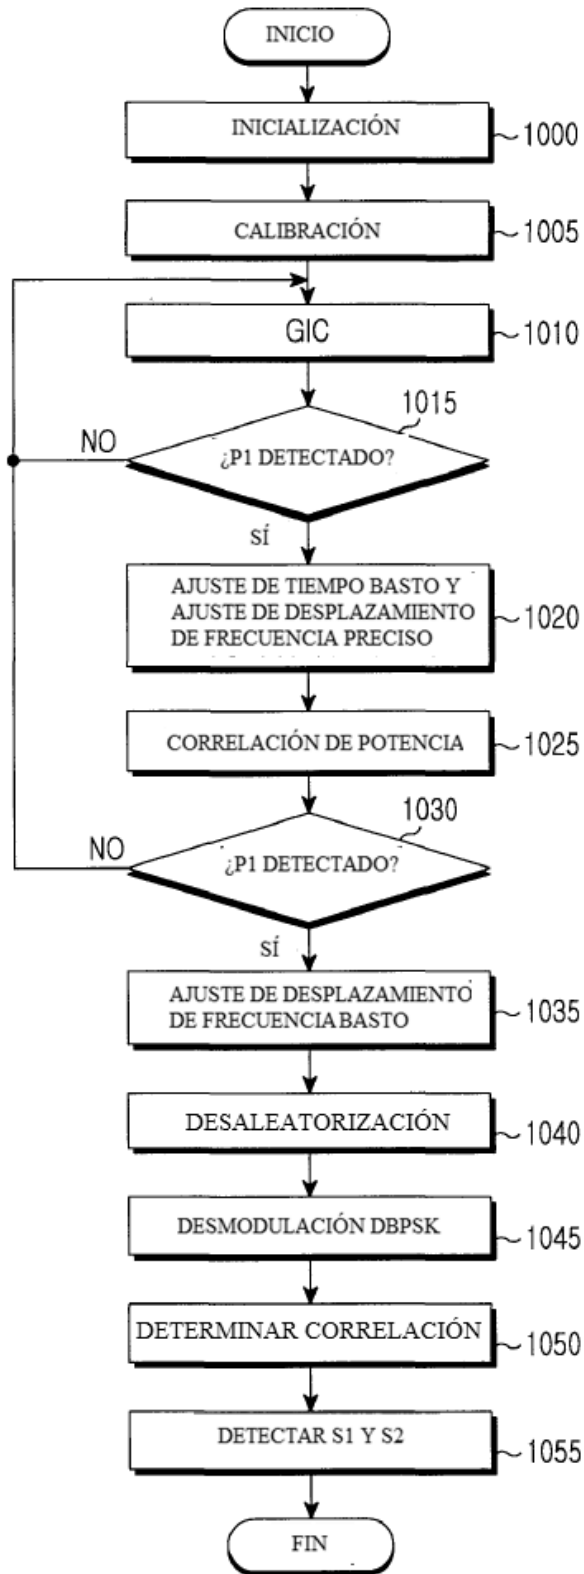 INICIO
INICIALIZACIÓN
1000
CALIBRACIÓN
1005
GIC
1010
1015
NO
¿P1 DETECTADO?
SÍ
AJUSTE DE TIEMPO BASTO Y
AJUSTE DE DESPLAZAMIENTO
DE FRECUENCIA PRECISO
1020
CORRELACIÓN DE POTENCIA
1025
1030
NO
¿P1 DETECTADO?
SÍ
AJUSTE DE DESPLAZAMIENTO
DE FRECUENCIA BASTO
1035
DESALEATORIZACIÓN
1040
DESMODULACIÓN DBPSK
1045
DETERMINAR CORRELACIÓN
1050
DETECTAR S1 Y S2
1055
FIN